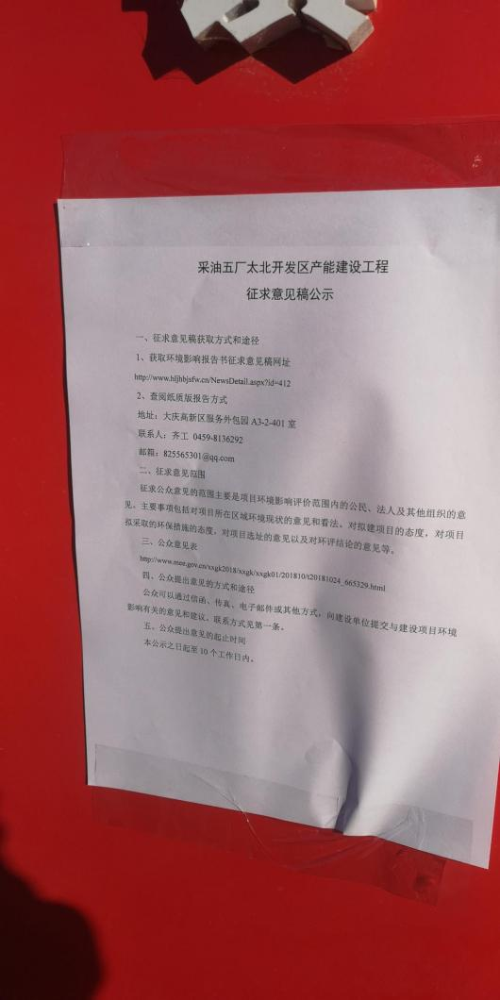 采油五厂太北开发区产能建设工程
征求意见稿公示
一、征求意见稿获取方式和途径
1、获取环境影响报告书征求意见稿网址
http://www.hljhbjsfw.cn/NewsDetail.aspx?id=412
2、查阅纸质版报告方式
地址：大庆高新区服务外包园 A3-2-401 室
联系人：齐工 0459-8136292
邮箱：825565301@qq.com
二、征求意见范围
征求公众意见的范围主要是项目环境影响评价范围内的公民、法人及其他组织的意
见。主要事项包括对项目所在区域环境现状的意见和看法。对拟建项目的态度，对项目
拟采取的环保措施的态度，对项目选址的意见以及对环评结论的意见等。
三、公众意见表
http://www.mee.gov.cn/xxgk2018/xxgk/xxgk01/201810/t20181024_665329.html
四、公众提出意见的方式和途径
公众可以通过信函、传真、电子邮件或其他方式，向建设单位提交与建设项目环境
影响有关的意见和建议。联系方式见第一条。
五、公众提出意见的起止时间
本公示之日起至 10 个工作日内。